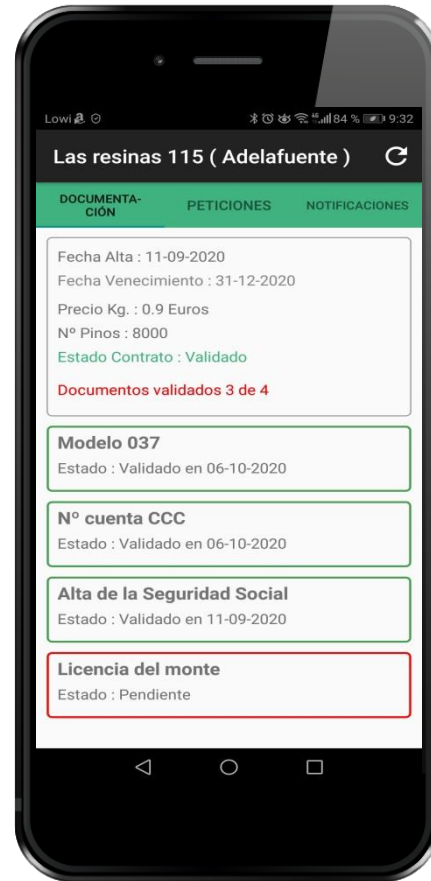 Lowi 84 % 9:32
Las resinas 115 ( Adelafuente )
DOCUMENTA-
CIÓN PETICIONES NOTIFICACIONES
Fecha Alta : 11-09-2020
Fecha Venecimiento : 31-12-2020
Precio Kg. : 0.9 Euros
Nº Pinos : 8000
Estado Contrato : Validado
Documentos validados 3 de 4
Modelo 037
Estado : Validado en 06-10-2020
Nº cuenta CCC
Estado : Validado en 06-10-2020
Alta de la Seguridad Social
Estado : Validado en 11-09-2020
Licencia del monte
Estado : Pendiente